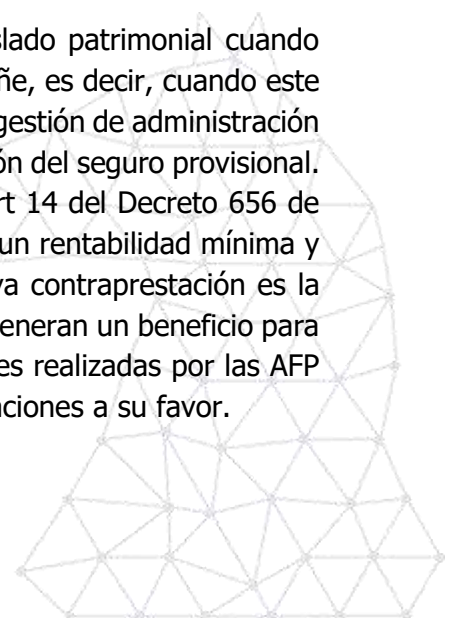 slado patrimonial cuando
ñe, es decir, cuando este
gestión de administración
ón del seguro provisional.
rt 14 del Decreto 656 de
un rentabilidad mínima y
va contraprestación es la
eneran un beneficio para
es realizadas por las AFP
aciones a su favor.